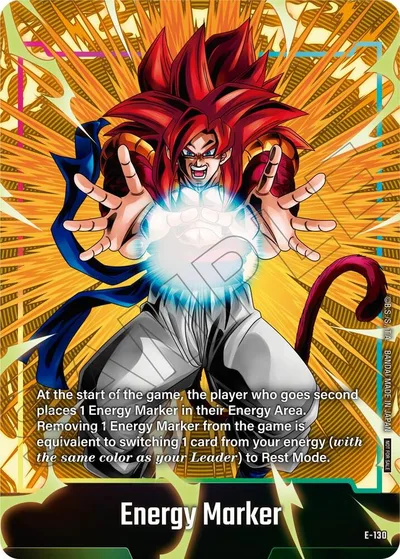 At the start of the game, the player who goes second
places 1 Energy Marker in their Energy Area.
Removing 1 Energy Marker from the game is
equivalent to switching 1 card from your energy (with
the same color as your Leader) to Rest Mode.
Energy Marker
E-130
©B.S./S., T.A. BANDAI MADE IN JAPAN
NOT FOR SALE
SAMPLE